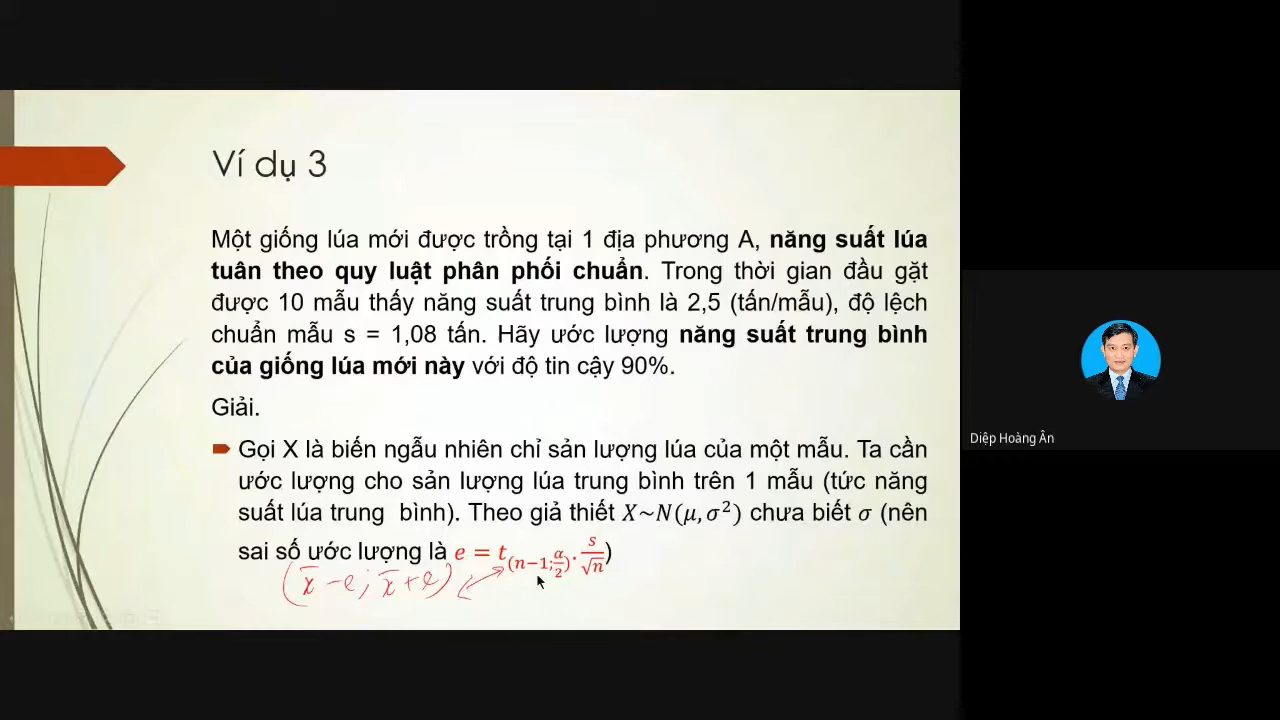 Ví dụ 3
Một giống lúa mới được trồng tại 1 địa phương A, năng suất lúa
tuân theo quy luật phân phối chuẩn. Trong thời gian đầu gặt
được 10 mẫu thấy năng suất trung bình là 2,5 (tấn/mẫu), độ lệch
chuẩn mẫu s = 1,08 tấn. Hãy ước lượng năng suất trung bình
của giống lúa mới này với độ tin cậy 90%.
Giải.
Gọi X là biến ngẫu nhiên chỉ sản lượng lúa của một mẫu. Ta cần
ước lượng cho sản lượng lúa trung bình trên 1 mẫu (tức năng
suất lúa trung bình). Theo giả thiết X~N(μ, σ²) chưa biết σ (nên
sai số ước lượng là e = t_(n−1; α/2) · s/√n)
(x̄ − e; x̄ + e)
Diệp Hoàng Ân